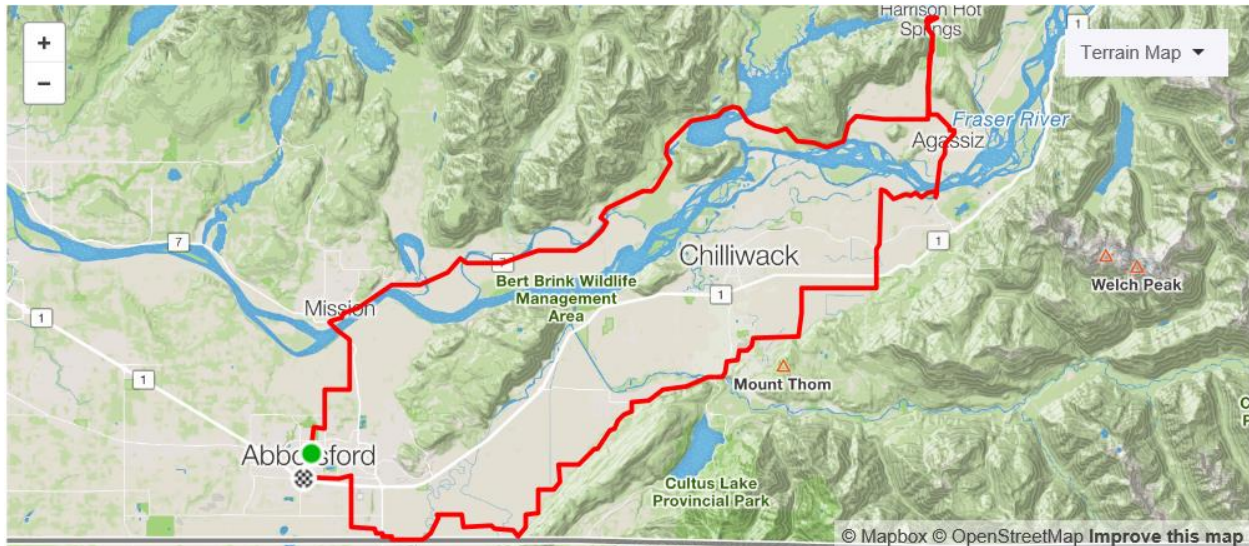 +
−
Harrison Hot
Springs
1
Terrain Map
Fraser River
Agassiz
7
Chilliwack
1
7
Bert Brink Wildlife
Management
Area
Welch Peak
1
Mission
1
1
Mount Thom
Abbotsford
Cultus Lake
Provincial Park
© Mapbox © OpenStreetMap Improve this map